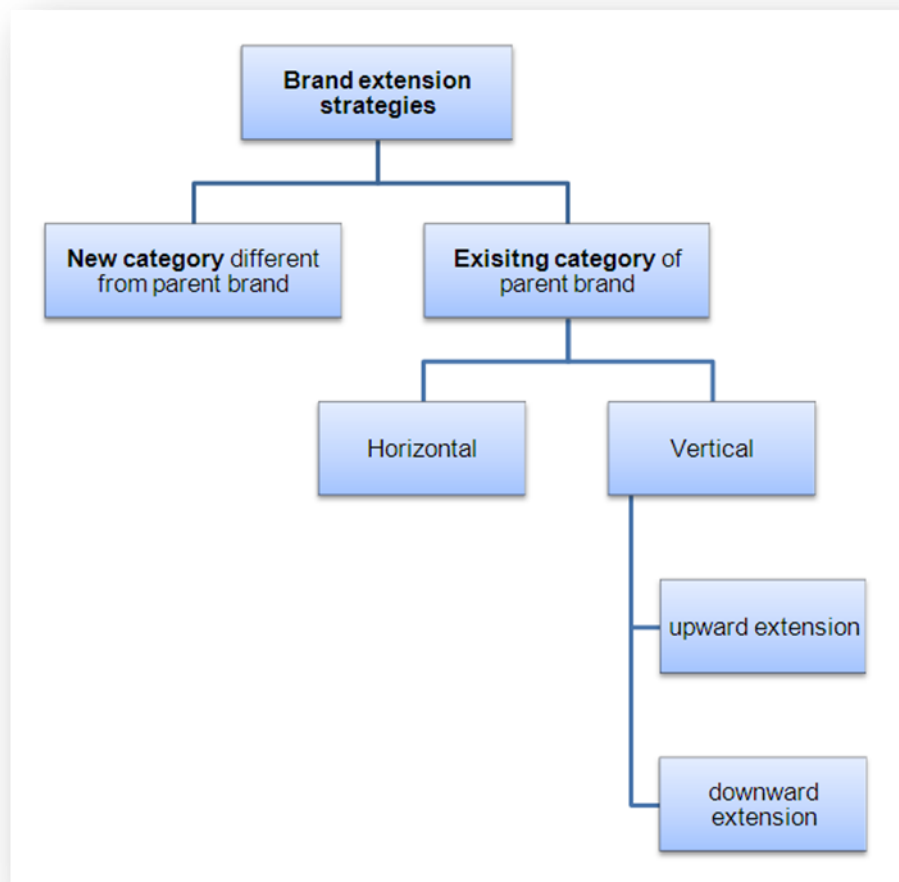 Brand extension
strategies
New category different
from parent brand
Exisitng category of
parent brand
Horizontal
Vertical
upward extension
downward
extension